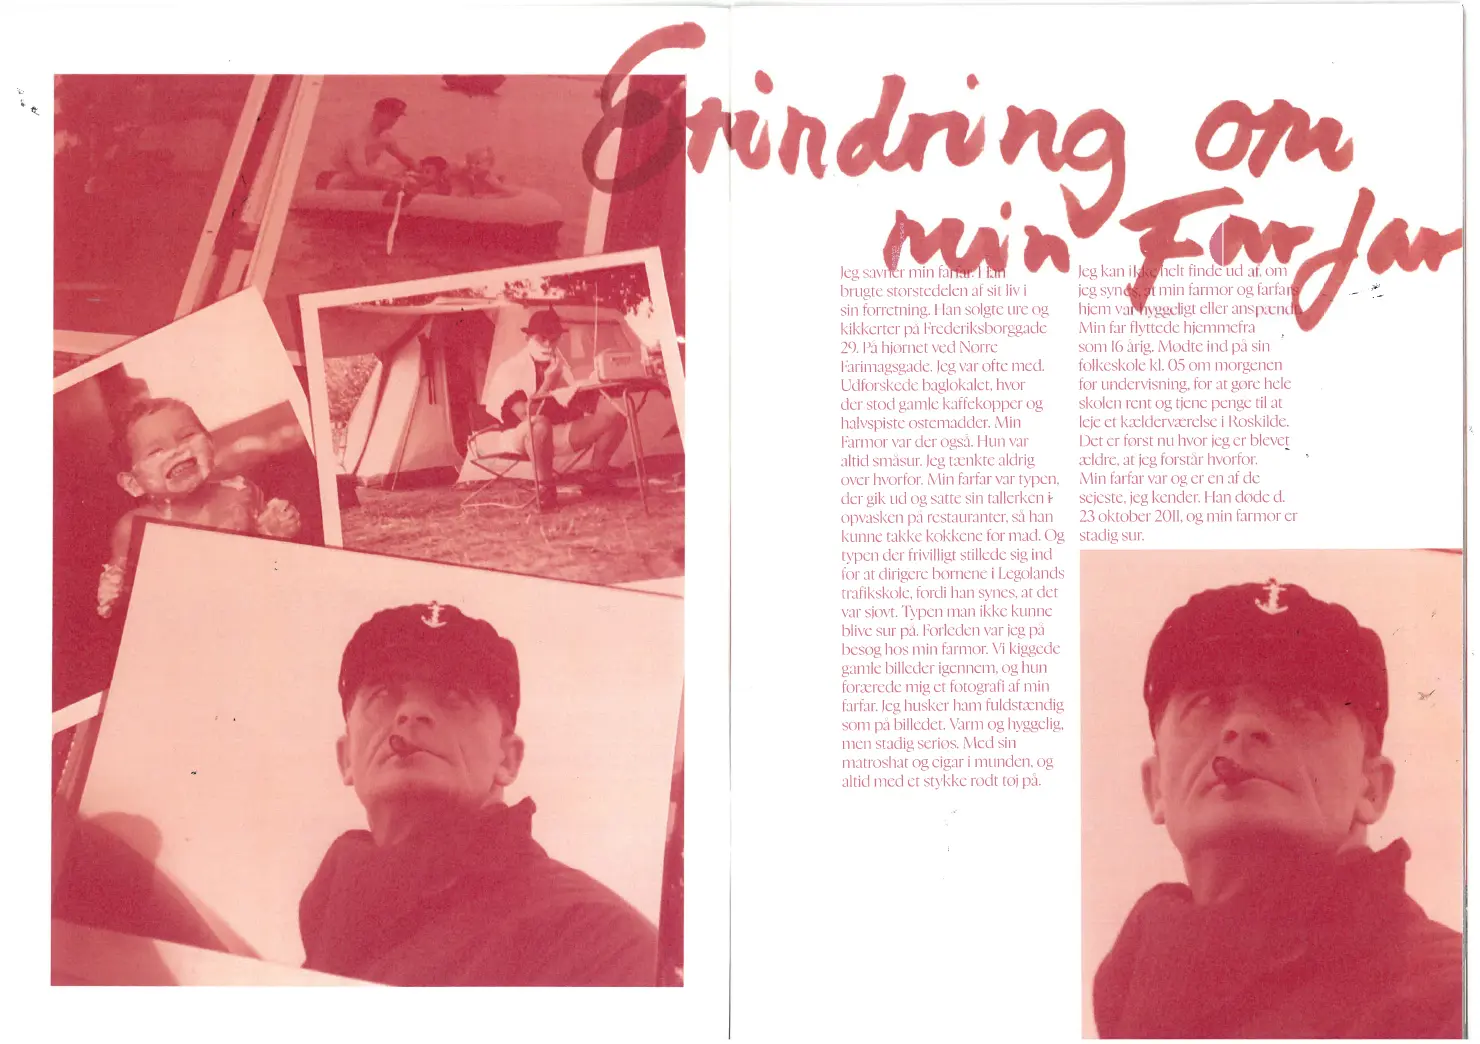 Erindring om
min Farfar
Jeg savner min farfar. Han
brugte størstedelen af sit liv i
sin forretning. Han solgte ure og
kikkerter på Frederiksborggade
29. På hjørnet ved Nørre
Farimagsgade. Jeg var ofte med.
Udforskede baglokalet, hvor
der stod gamle kaffekopper og
halvspiste ostemadder. Min
Farmor var der også. Hun var
altid småsur. Jeg tænkte aldrig
over hvorfor. Min farfar var typen,
der gik ud og satte sin tallerken i
opvasken på restauranter, så han
kunne takke kokkene for mad. Og
typen der frivilligt stillede sig ind
for at dirigere børnene i Legolands
trafikskole, fordi han synes, at det
var sjovt. Typen man ikke kunne
blive sur på. Forleden var jeg på
besøg hos min farmor. Vi kiggede
gamle billeder igennem, og hun
forærede mig et fotografi af min
farfar. Jeg husker ham fuldstændig
som på billedet. Varm og hyggelig,
men stadig seriøs. Med sin
matroshat og cigar i munden, og
altid med et stykke rødt tøj på.
Jeg kan ikke helt finde ud af, om
jeg synes, at min farmor og farfars
hjem var hyggeligt eller anspændt.
Min far flyttede hjemmefra
som 16 årig. Mødte ind på sin
folkeskole kl. 05 om morgenen
før undervisning, for at gøre hele
skolen rent og tjene penge til at
leje et kælderværelse i Roskilde.
Det er først nu hvor jeg er blevet
ældre, at jeg forstår hvorfor.
Min farfar var og er en af de
sejeste, jeg kender. Han døde d.
23 oktober 2011, og min farmor er
stadig sur.